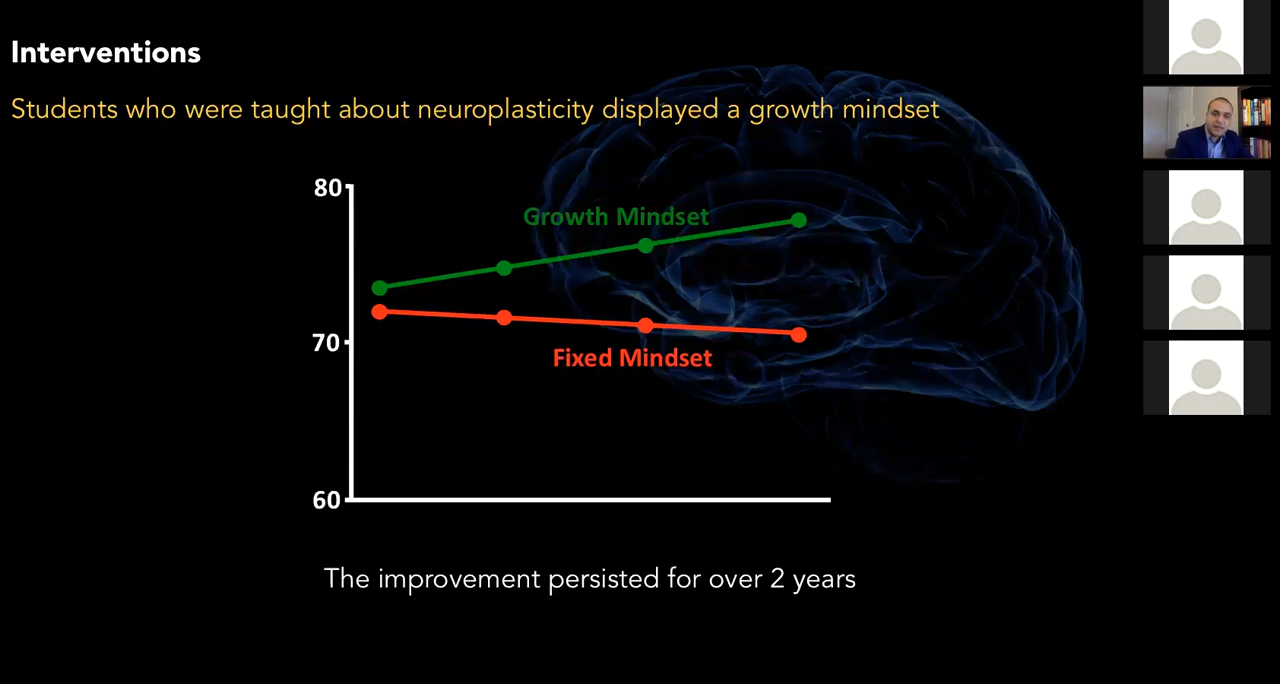 Interventions
Students who were taught about neuroplasticity displayed a growth mindset
80
Growth Mindset
70
Fixed Mindset
60
The improvement persisted for over 2 years